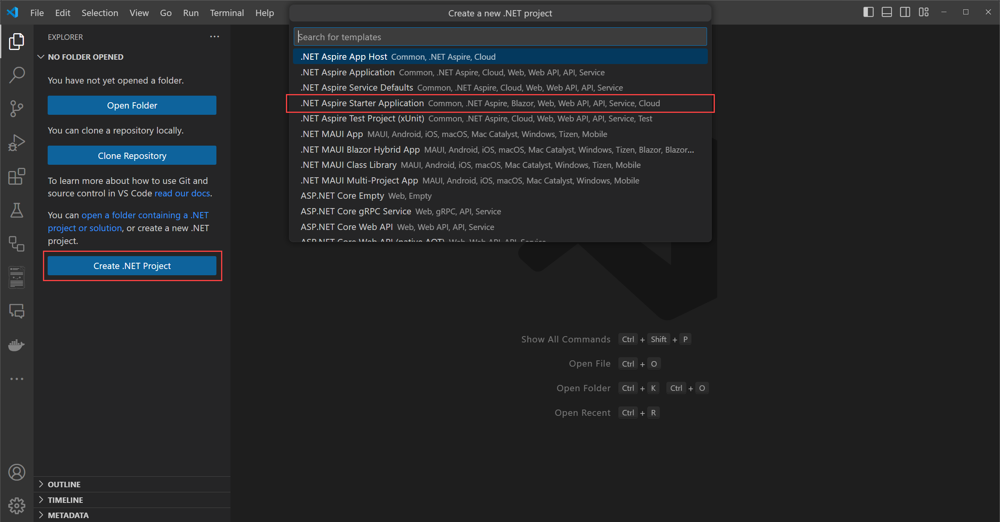 File Edit Selection View Go Run Terminal Help
Create a new .NET project
Search for templates
.NET Aspire App Host Common, .NET Aspire, Cloud
.NET Aspire Application Common, .NET Aspire, Cloud, Web, Web API, API, Service
.NET Aspire Service Defaults Common, .NET Aspire, Cloud, Web, Web API, API, Service
.NET Aspire Starter Application Common, .NET Aspire, Blazor, Web, Web API, API, Service, Cloud
.NET Aspire Test Project (xUnit) Common, .NET Aspire, Cloud, Web, Web API, API, Service, Test
.NET MAUI App MAUI, Android, iOS, macOS, Mac Catalyst, Windows, Tizen, Mobile
.NET MAUI Blazor Hybrid App MAUI, Android, iOS, macOS, Mac Catalyst, Windows, Tizen, Blazor, Blazor...
.NET MAUI Class Library MAUI, Android, iOS, macOS, Mac Catalyst, Windows, Tizen, Mobile
.NET MAUI Multi-Project App MAUI, Android, iOS, macOS, Mac Catalyst, Windows, Mobile
ASP.NET Core Empty Web, Empty
ASP.NET Core gRPC Service Web, gRPC, API, Service
ASP.NET Core Web API Web, Web API, API, Service
ASP.NET Core Web API (native AOT) Web, Web API, API, Service
EXPLORER
NO FOLDER OPENED
You have not yet opened a folder.
Open Folder
You can clone a repository locally.
Clone Repository
To learn more about how to use Git and
source control in VS Code read our docs.
You can open a folder containing a .NET
project or solution, or create a new .NET
project.
Create .NET Project
OUTLINE
TIMELINE
METADATA
Show All Commands Ctrl + Shift + P
Open File Ctrl + O
Open Folder Ctrl + K Ctrl + O
Open Recent Ctrl + R